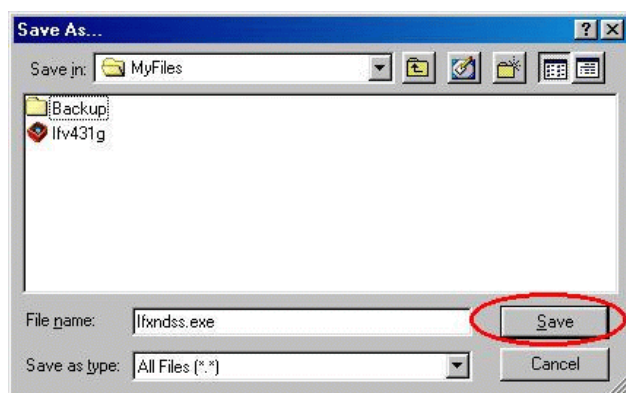 Save As...
Save in: MyFiles
Backup
lfv431g
File name: lfxndss.exe Save
Save as type: All Files (*.*) Cancel